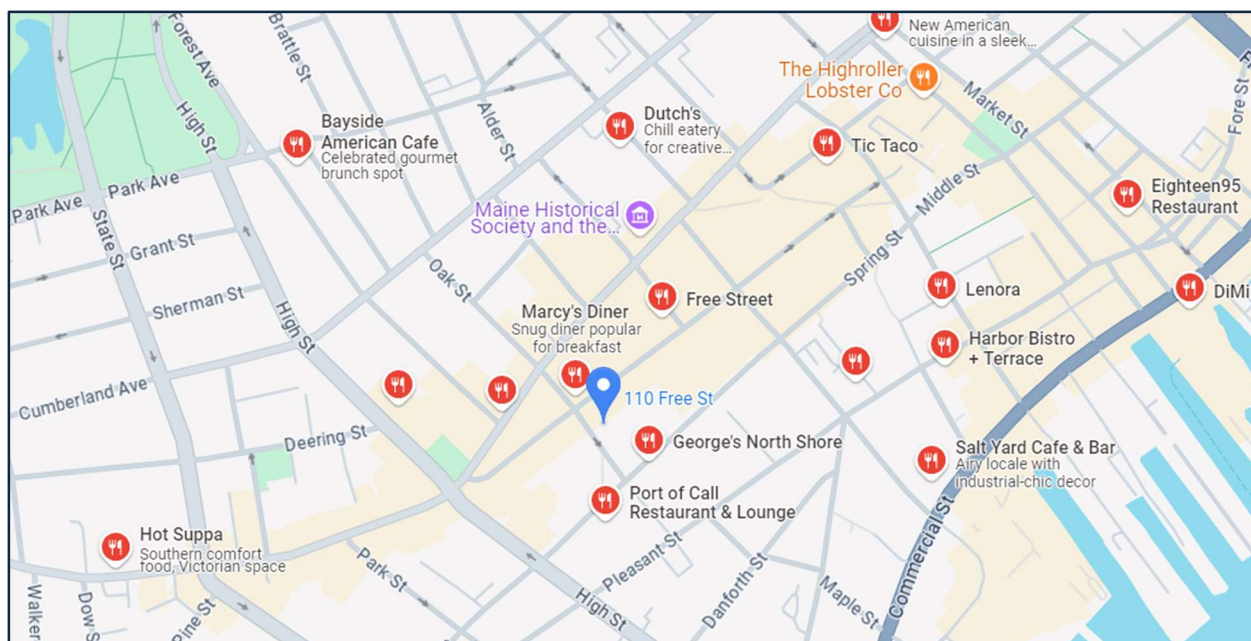 New American
cuisine in a sleek…
The Highroller
Lobster Co
Forest Ave
Brattle St
High St
Bayside
American Cafe
Celebrated gourmet
brunch spot
Alder St
Dutch's
Chill eatery
for creative…
Tic Taco
Market St
Fore St
Park Ave
Park Ave
State St
Grant St
Sherman St
Maine Historical
Society and the…
Middle St
Eighteen95
Restaurant
Spring St
Oak St
Marcy's Diner
Snug diner popular
for breakfast
Free Street
Lenora
DiMi
High St
Harbor Bistro
+ Terrace
Cumberland Ave
110 Free St
Deering St
George's North Shore
Salt Yard Cafe & Bar
Airy locale with
industrial-chic decor
Port of Call
Restaurant & Lounge
Hot Suppa
Southern comfort
food, Victorian space
Commercial St
Pleasant St
Park St
High St
Danforth St
Maple St
Walker
Dow S
Pine St